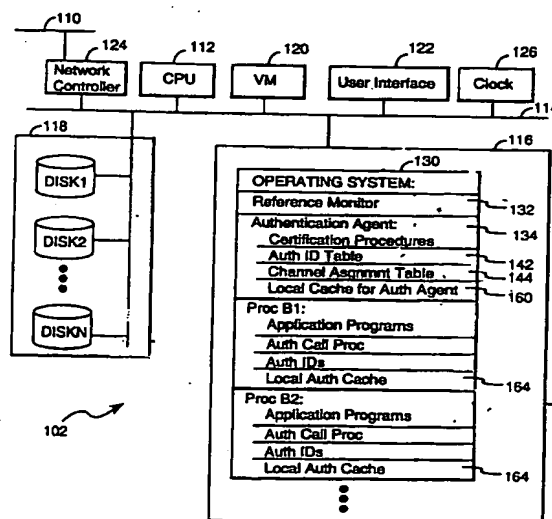 110
124
112
120
122
126
Network
Controller
CPU
VM
User Interface
Clock
114
118
116
DISK1
DISK2
DISKN
102
130
OPERATING SYSTEM:
Reference Monitor
132
Authentication Agent:
134
Certification Procedures
Auth ID Table
142
Channel Asgnmt Table
144
Local Cache for Auth Agent
160
Proc B1:
Application Programs
Auth Call Proc
Auth IDs
Local Auth Cache
164
Proc B2:
Application Programs
Auth Call Proc
Auth IDs
Local Auth Cache
164